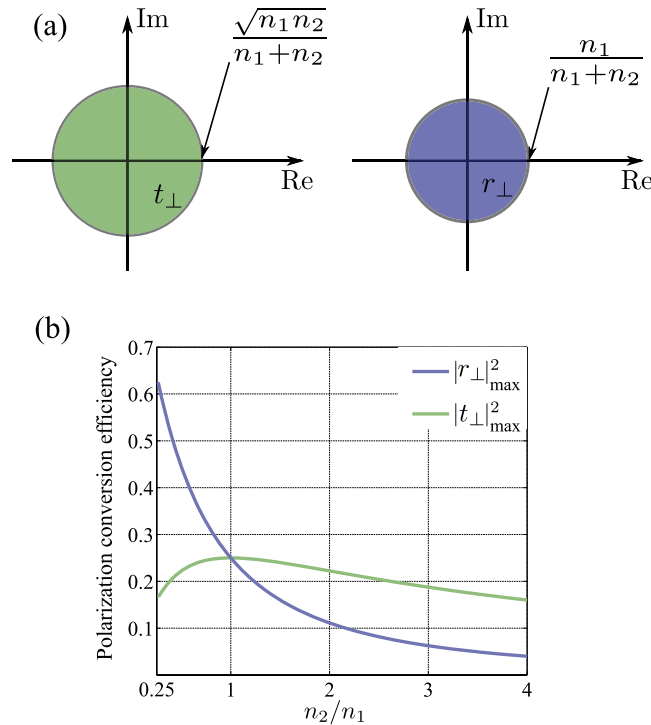 (a)
Im
√n₁n₂
n₁+n₂
Re
t⊥
Im
n₁
n₁+n₂
Re
r⊥
(b)
Polarization conversion efficiency
0.7
0.6
0.5
0.4
0.3
0.2
0.1
|r⊥|²max
|t⊥|²max
0.25 1 2 3 4
n₂/n₁